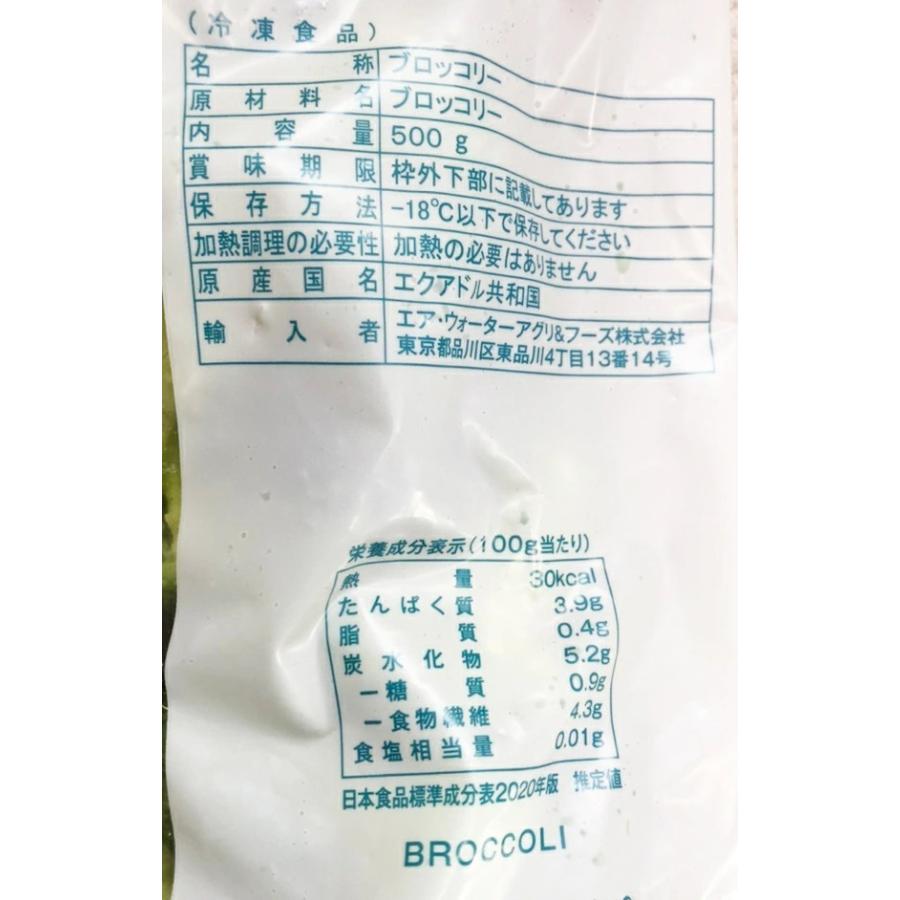 (冷凍食品)
名称 ブロッコリー
原材料名 ブロッコリー
内容量 500g
賞味期限 枠外下部に記載してあります
保存方法 -18℃以下で保存してください
加熱調理の必要性 加熱の必要はありません
原産国名 エクアドル共和国
輸入者 エア・ウォーターアグリ&フーズ株式会社
東京都品川区東品川4丁目13番14号
栄養成分表示(100g当たり)
熱量 30kcal
たんぱく質 3.9g
脂質 0.4g
炭水化物 5.2g
-糖質 0.9g
-食物繊維 4.3g
食塩相当量 0.01g
日本食品標準成分表2020年版 推定値
BROCCOLI